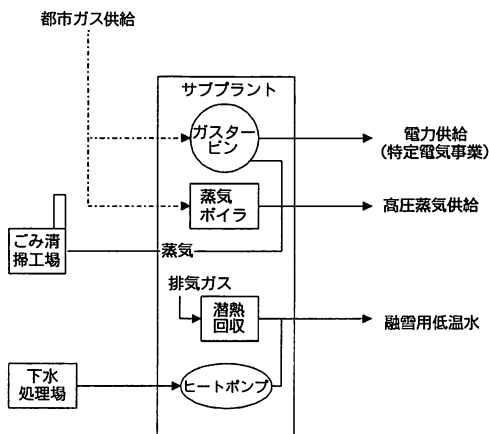 都市ガス供給
サブプラント
ガスター
ビン
電力供給
(特定電気事業)
蒸気
ボイラ
高圧蒸気供給
ごみ清
掃工場
蒸気
排気ガス
潜熱
回収
融雪用低温水
下水
処理場
ヒートポンプ